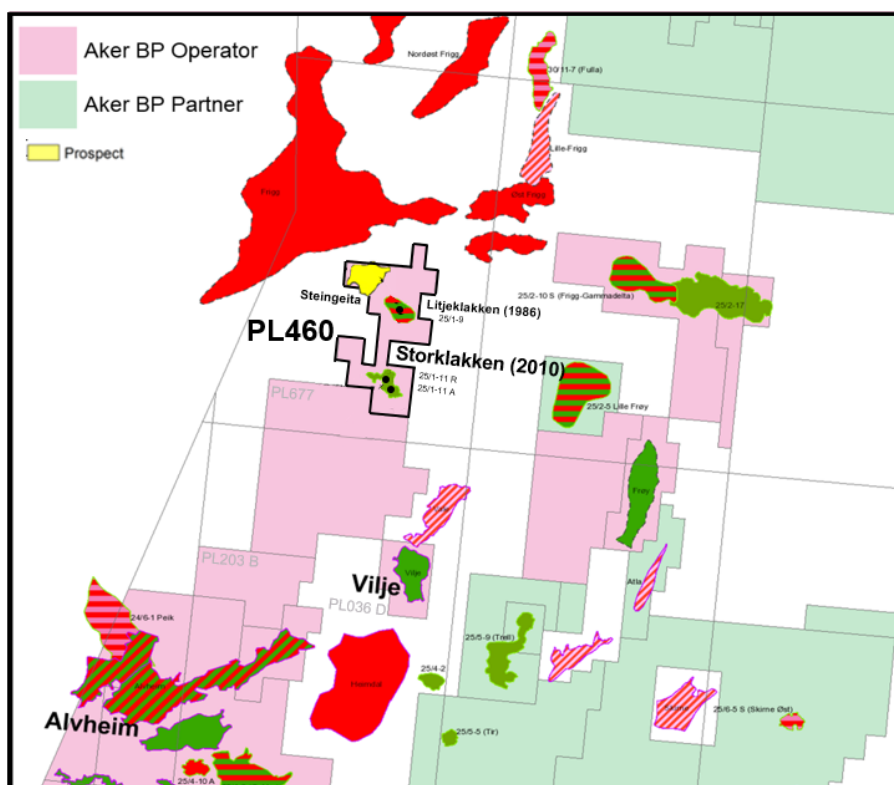 Aker BP Operator
Aker BP Partner
Prospect
Nordøst Frigg
30/11-7 (Fulla)
Lille-Frigg
Frigg
Øst Frigg
Steingeita
Litjeklakken (1986)
25/1-9
PL460
Storklakken (2010)
25/1-11 R
25/1-11 A
25/2-10 S (Frigg-Gammadelta)
25/2-17
PL677
25/2-5 Lille Frøy
Frøy
Vale
PL203 B
Vilje
Vilje
PL036 D
Atla
24/6-1 Peik
25/5-9 (Trell)
25/4-2
Heimdal
Alvheim
Skirne
25/6-5 S (Skirne Øst)
Alvheim
25/5-5 (Tir)
25/4-10 A